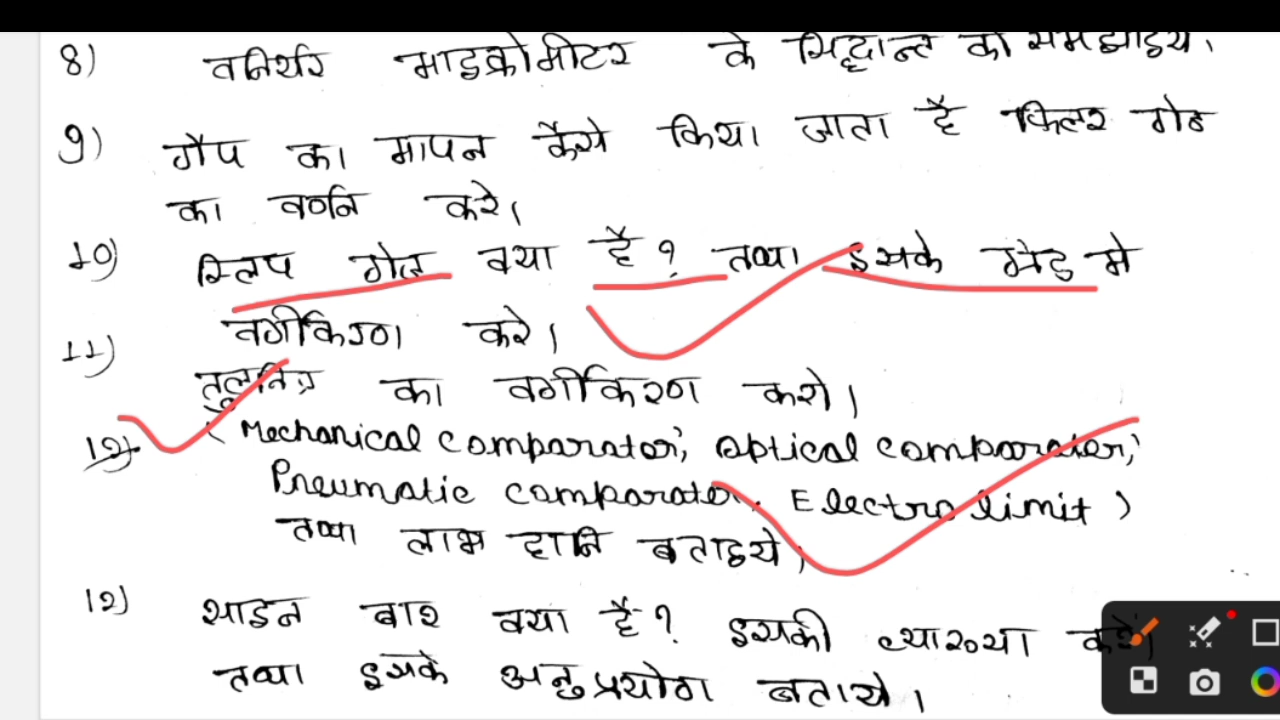 8) वर्नियर माइक्रोमीटर के सिद्धान्त को समझाइये।
9) गैप का मापन कैसे किया जाता है फिलर गेज
का वर्णन करे।
10) स्लिप गेज क्या है? तथा इसके ग्रेड मे
वर्गीकरण करे।
11)
तुलनित्र का वर्गीकरण करो।
12) (Mechanical comparator, optical comparator,
Pneumatic comparator, Electro limit)
तथा लाभ हानि बताइये।
12) साइन बार क्या है? इसकी व्याख्या करो
तथा इसके अनुप्रयोग बताये।